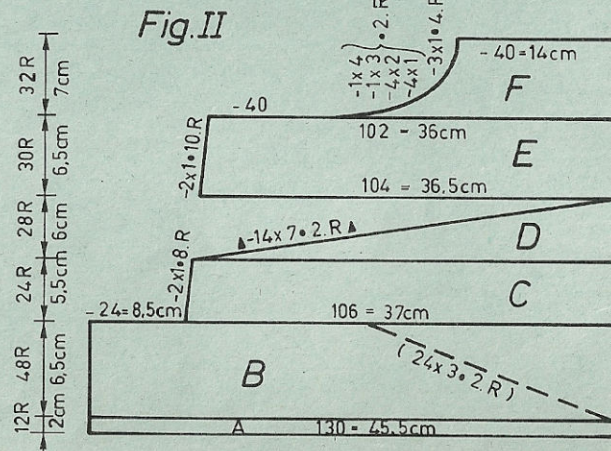 Fig.II
-1x4
-1x3
-4x2
-4x1
•2.R
-3x1•4.R
-40=14cm
F
32R
7cm
-40
102 - 36cm
E
30R
6,5cm
-2x1•10.R
104 = 36.5cm
28R
6cm
▲-14x7•2.R▲
D
24R
5,5cm
-2x1•8.R
C
-24=8,5cm
106 = 37cm
48R
6,5cm
B
(24x3•2.R)
12R
2cm
A
130 - 45.5cm